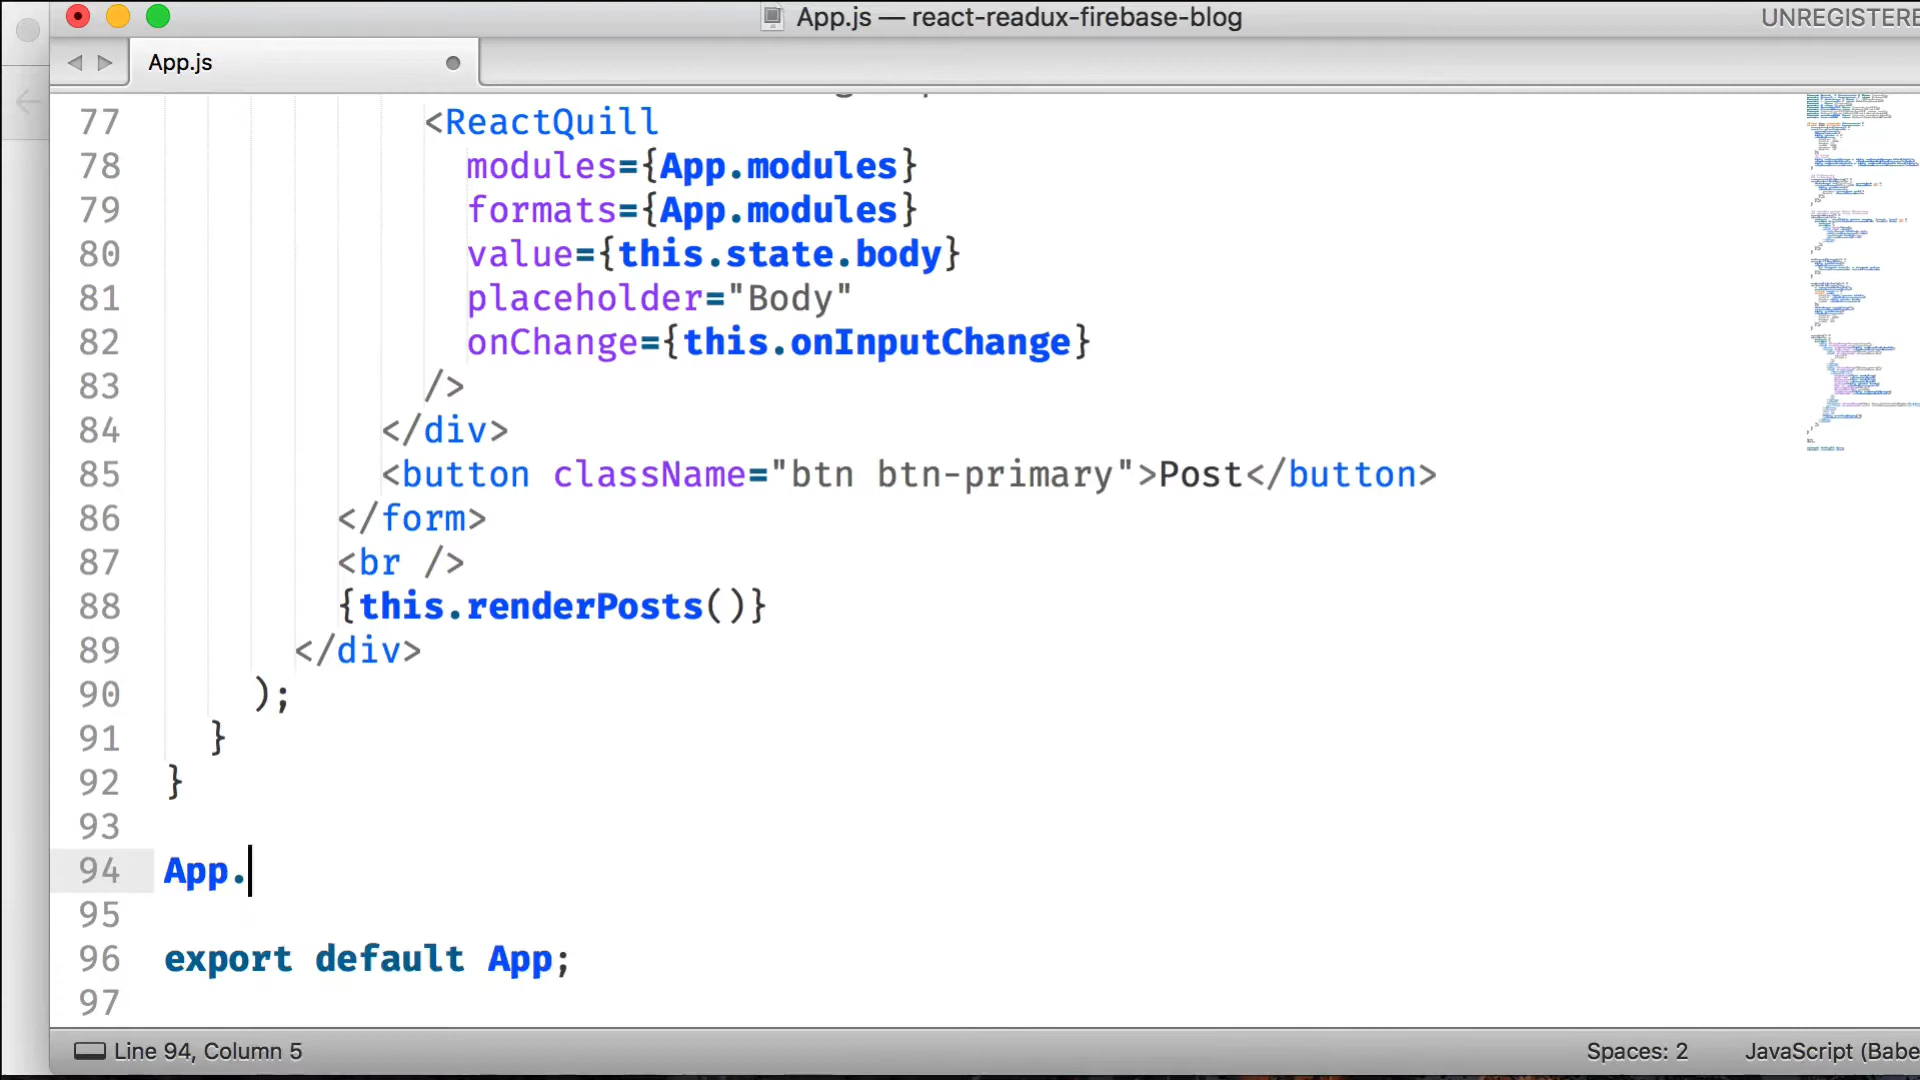 App.js — react-readux-firebase-blog
UNREGISTERE
App.js
77 <ReactQuill
78 modules={App.modules}
79 formats={App.modules}
80 value={this.state.body}
81 placeholder="Body"
82 onChange={this.onInputChange}
83 />
84 </div>
85 <button className="btn btn-primary">Post</button>
86 </form>
87 <br />
88 {this.renderPosts()}
89 </div>
90 );
91 }
92 }
93
94 App.
95
96 export default App;
97
Line 94, Column 5
Spaces: 2
JavaScript (Babe